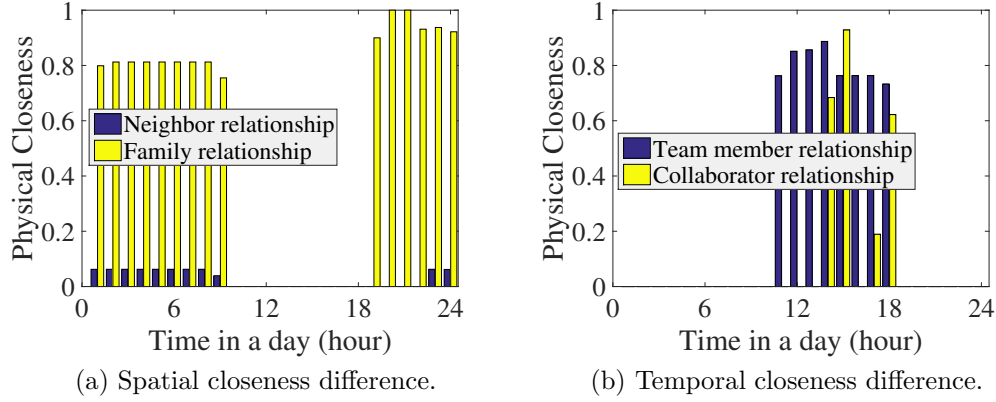 1
0.8
0.6
0.4
0.2
0
Physical Closeness
Neighbor relationship
Family relationship
0 6 12 18 24
Time in a day (hour)
(a) Spatial closeness difference.
1
0.8
0.6
0.4
0.2
0
Physical Closeness
Team member relationship
Collaborator relationship
0 6 12 18 24
Time in a day (hour)
(b) Temporal closeness difference.